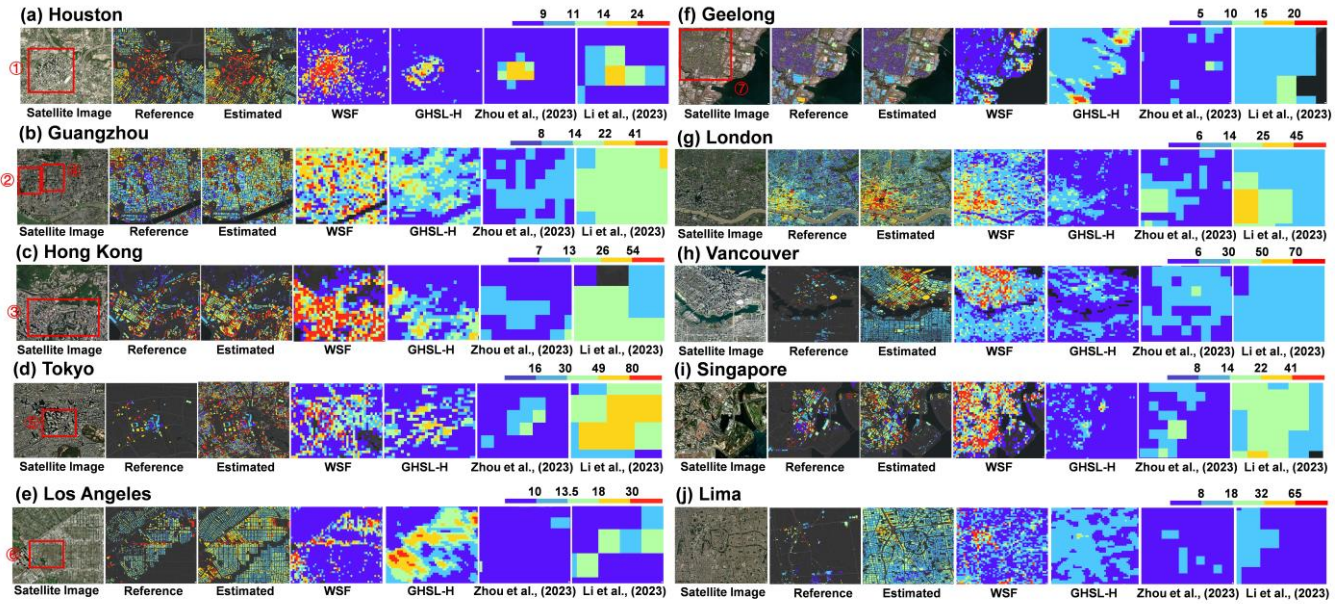 (a) Houston
9 11 14 24
①
Satellite Image Reference Estimated WSF GHSL-H Zhou et al., (2023) Li et al., (2023)
(b) Guangzhou
8 14 22 41
②
Satellite Image Reference Estimated WSF GHSL-H Zhou et al., (2023) Li et al. (2023)
(c) Hong Kong
7 13 26 54
③
Satellite Image Reference Estimated WSF GHSL-H Zhou et al., (2023) Li et al. (2023)
(d) Tokyo
16 30 49 80
Satellite Image Reference Estimated WSF GHSL-H Zhou et al., (2023) Li et al. (2023)
(e) Los Angeles
10 13.5 18 30
⑥
Satellite Image Reference Estimated WSF GHSL-H Zhou et al., (2023) Li et al., (2023)
(f) Geelong
5 10 15 20
⑦
Satellite Image Reference Estimated WSF GHSL-H Zhou et al., (2023) Li et al. (2023)
(g) London
6 14 25 45
Satellite Image Reference Estimated WSF GHSL-H Zhou et al., (2023) Li et al. (2023)
(h) Vancouver
6 30 50 70
Satellite Image Reference Estimated WSF GHSL-H Zhou et al., (2023) Li et al. (2023)
(i) Singapore
8 14 22 41
Satellite Image Reference Estimated WSF GHSL-H Zhou et al., (2023) Li et al. (2023)
(j) Lima
8 18 32 65
Satellite Image Reference Estimated WSF GHSL-H Zhou et al., (2023) Li et al. (2023)